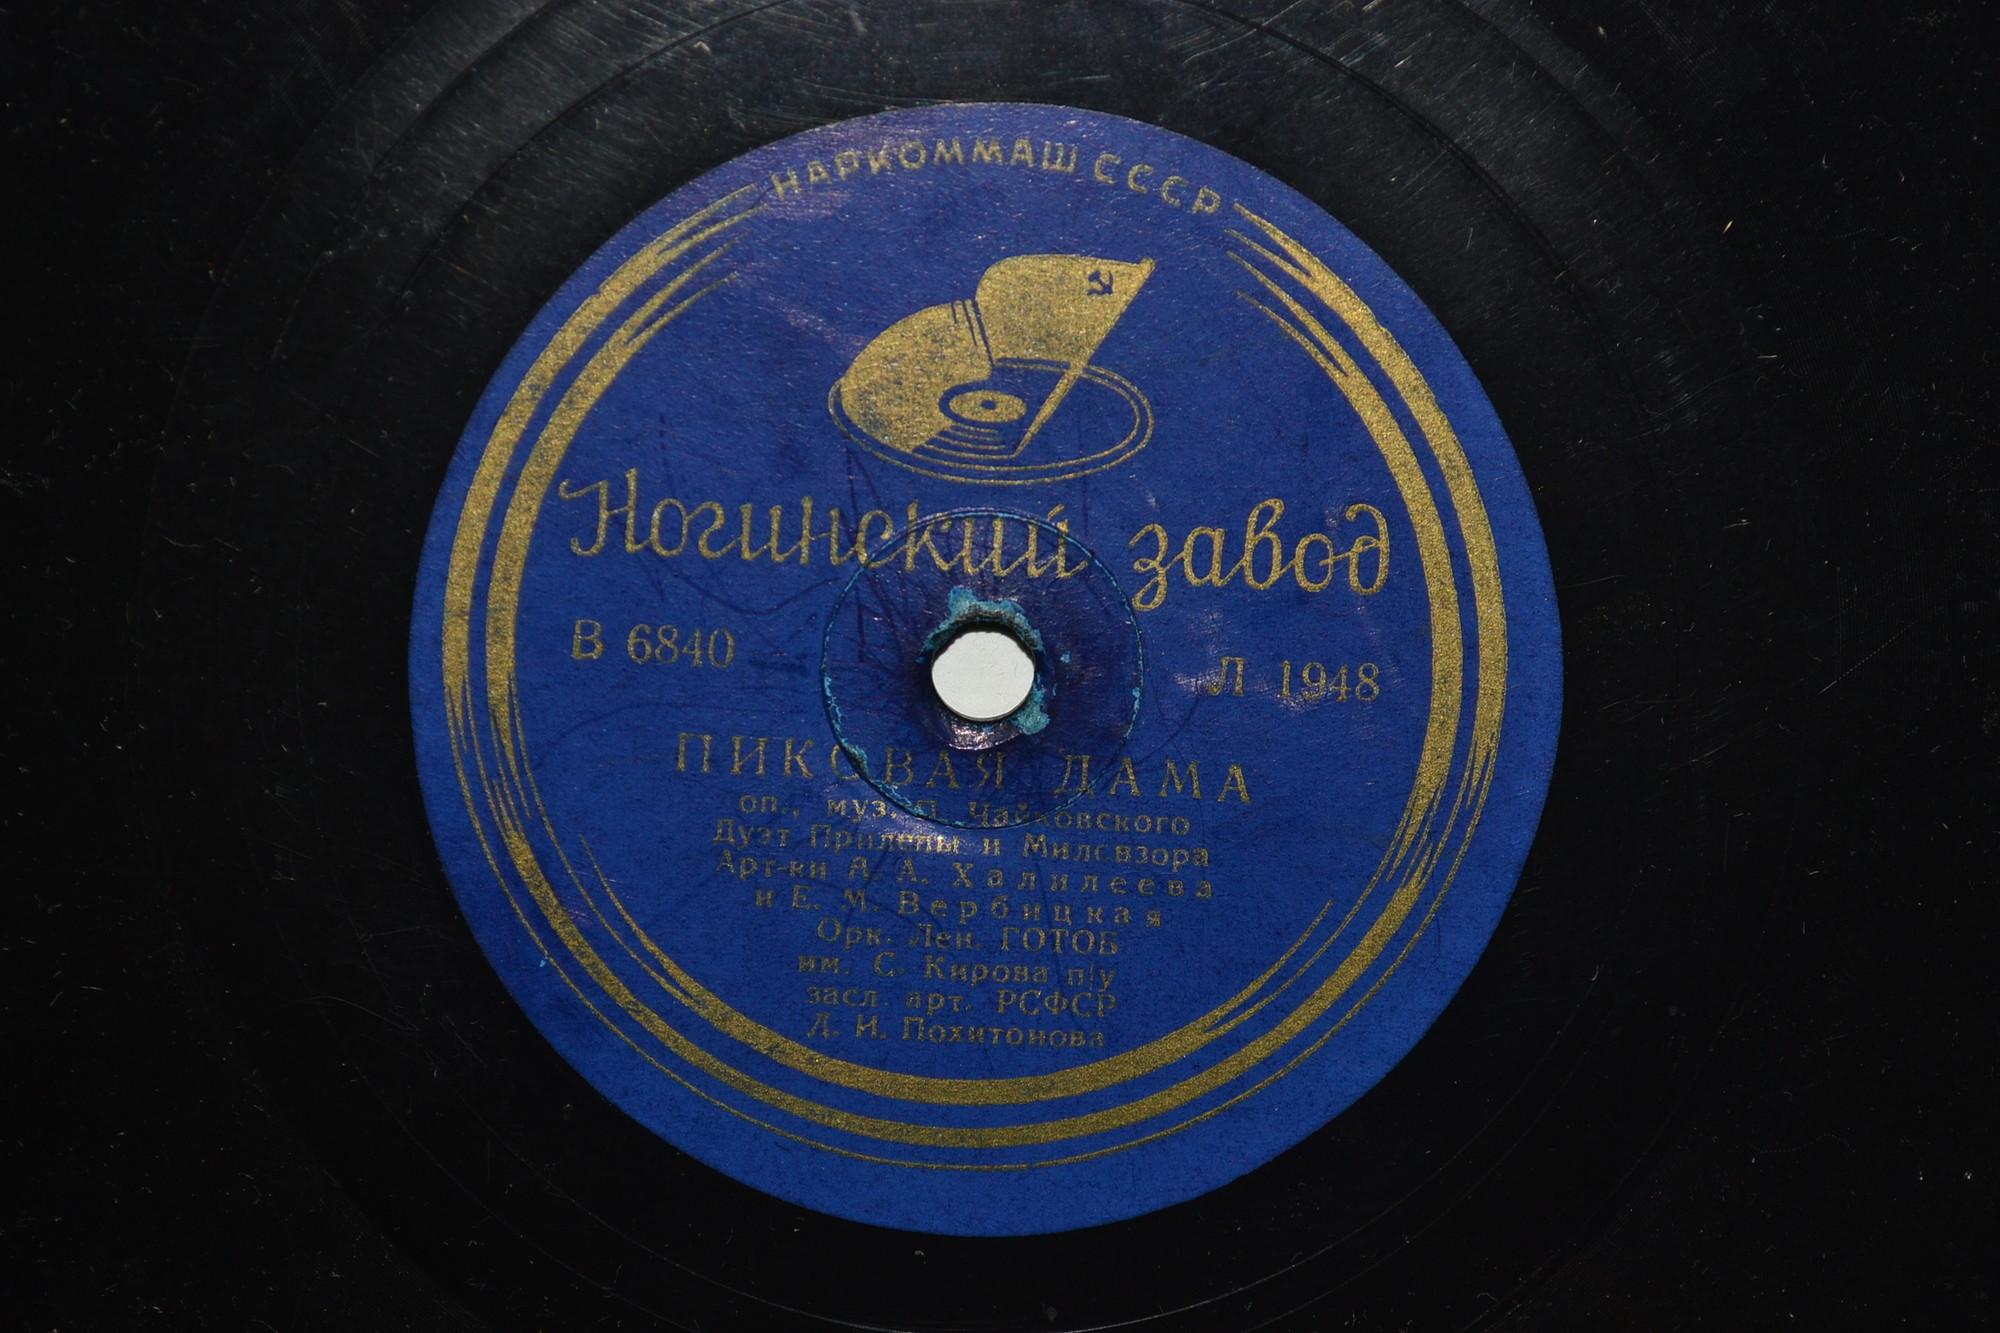 НАРКОММАШ СССР
Ногинский завод
В 6840
Л 1948
ПИКОВАЯ ДАМА
оп., муз. П. Чайковского
Дуэт Прилепы и Миловзора
Арт-ки А. А. Халилеева
и Е. М. Вербицкая
Орк. Лен. ГОТОБ
им. С. Кирова п/у
засл. арт. РСФСР
Д. И. Похитонова